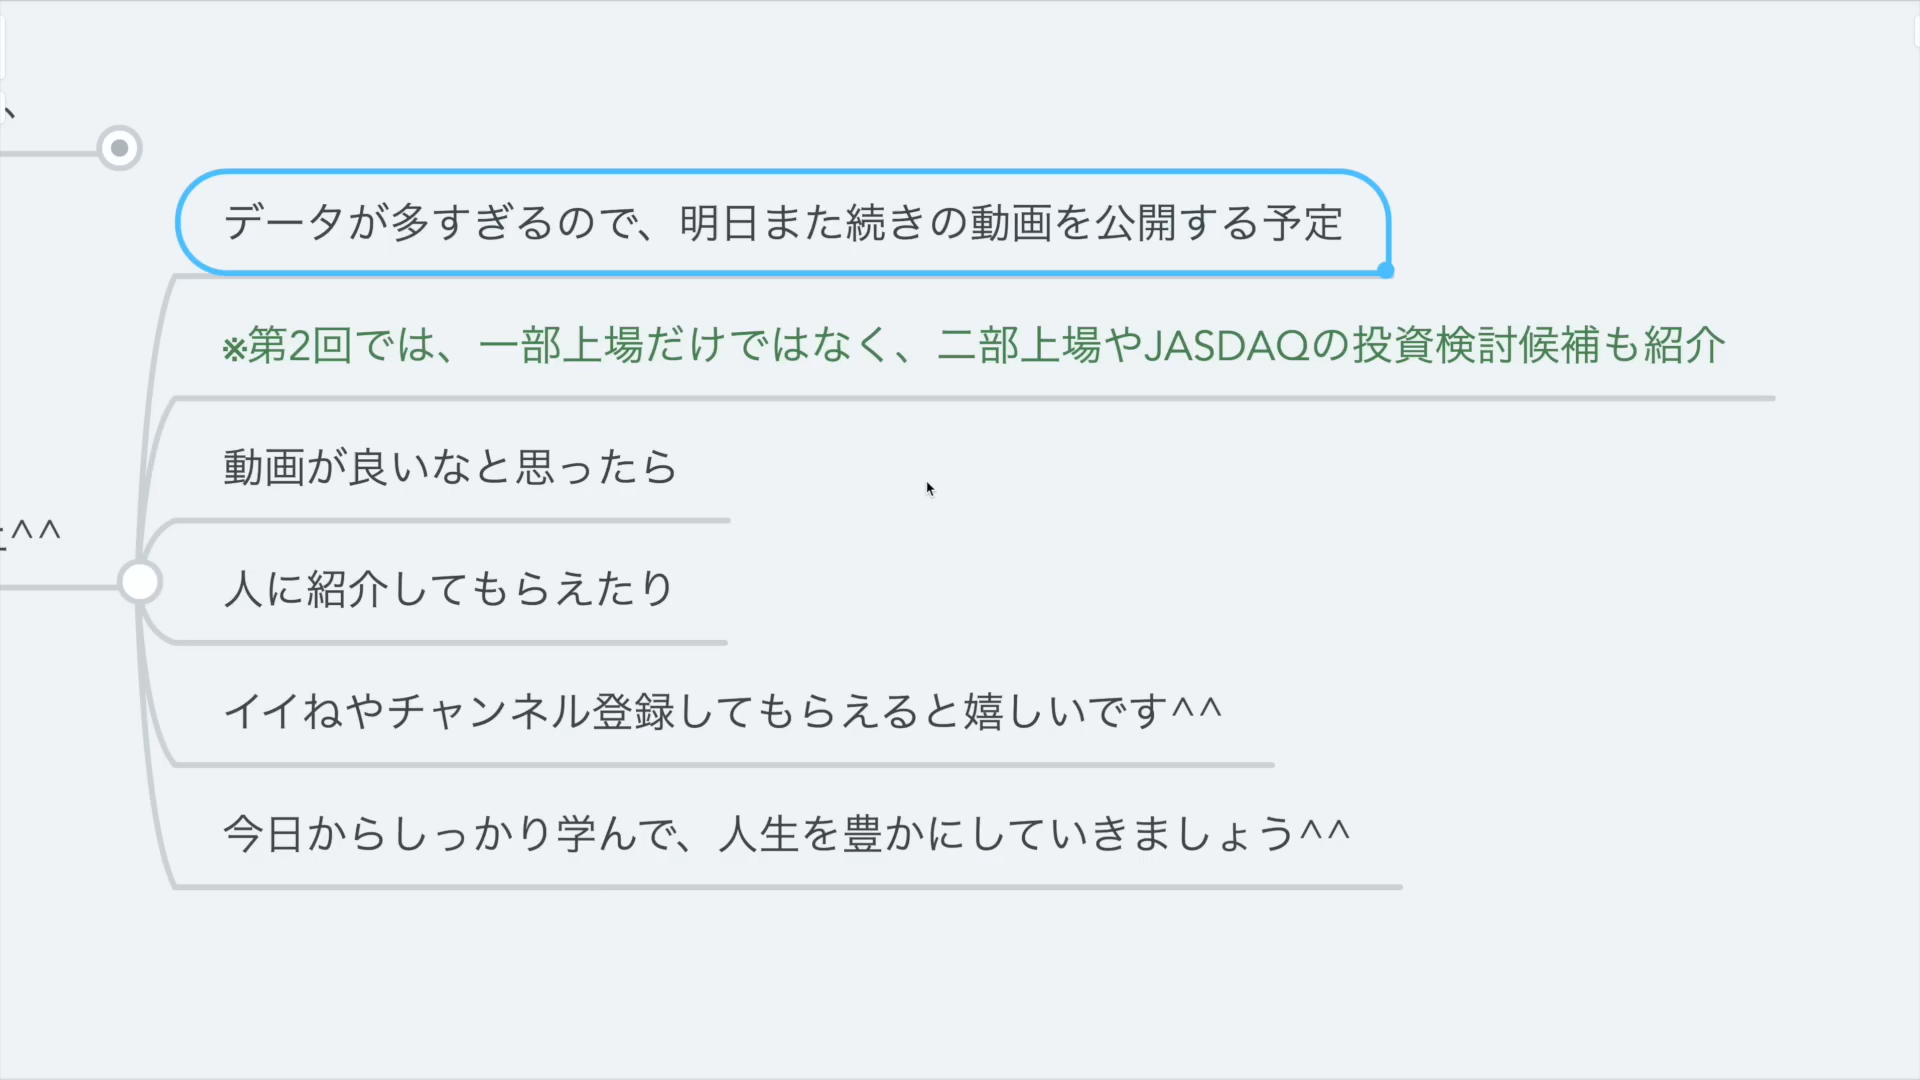 、
データが多すぎるので、明日また続きの動画を公開する予定
※第2回では、一部上場だけではなく、二部上場やJASDAQの投資検討候補も紹介
動画が良いなと思ったら
^^
人に紹介してもらえたり
イイねやチャンネル登録してもらえると嬉しいです^^
今日からしっかり学んで、人生を豊かにしていきましょう^^